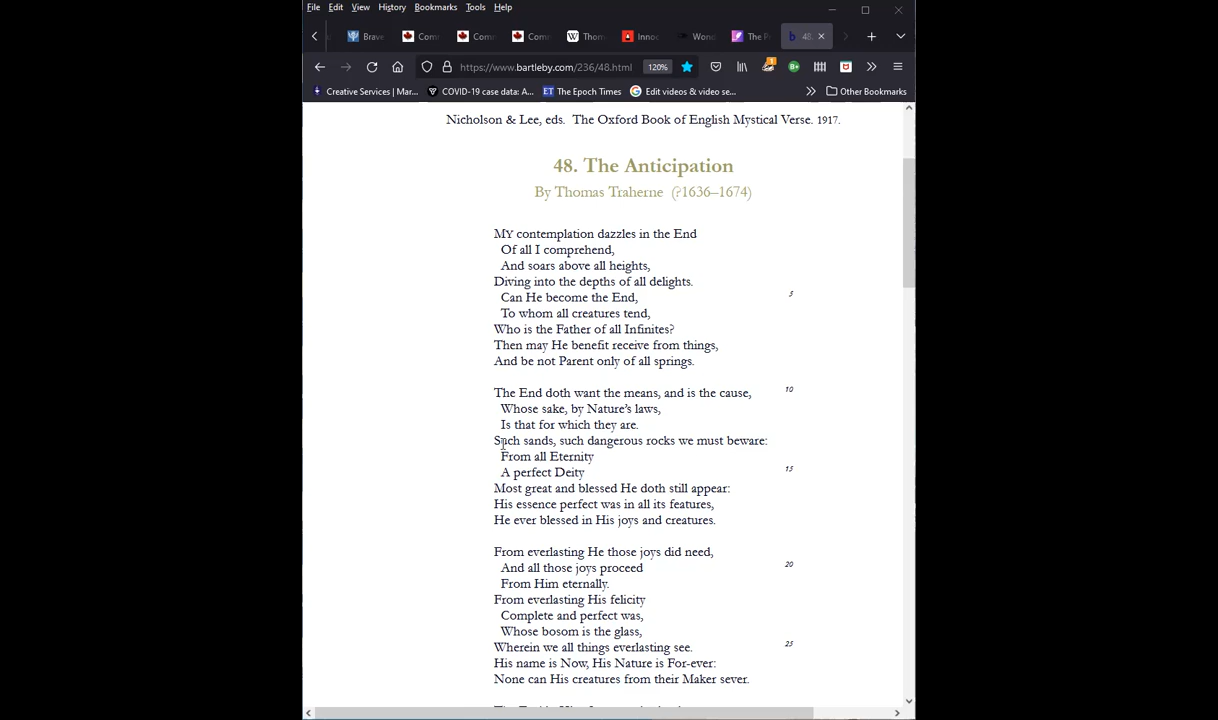 File Edit View History Bookmarks Tools Help
Brave
Com
Com
Com
W Thom
Innoc
Wond
The P
48.
https://www.bartleby.com/236/48.html 120%
Creative Services | Mar... COVID-19 case data: A... ET The Epoch Times Edit videos & video se... Other Bookmarks
Nicholson & Lee, eds. The Oxford Book of English Mystical Verse. 1917.
48. The Anticipation
By Thomas Traherne (?1636–1674)
MY contemplation dazzles in the End
Of all I comprehend,
And soars above all heights,
Diving into the depths of all delights.
Can He become the End, 5
To whom all creatures tend,
Who is the Father of all Infinites?
Then may He benefit receive from things,
And be not Parent only of all springs.
The End doth want the means, and is the cause, 10
Whose sake, by Nature's laws,
Is that for which they are.
Such sands, such dangerous rocks we must beware:
From all Eternity
A perfect Deity 15
Most great and blessed He doth still appear:
His essence perfect was in all its features,
He ever blessed in His joys and creatures.
From everlasting He those joys did need,
And all those joys proceed 20
From Him eternally.
From everlasting His felicity
Complete and perfect was,
Whose bosom is the glass,
Wherein we all things everlasting see. 25
His name is Now, His Nature is For-ever:
None can His creatures from their Maker sever.